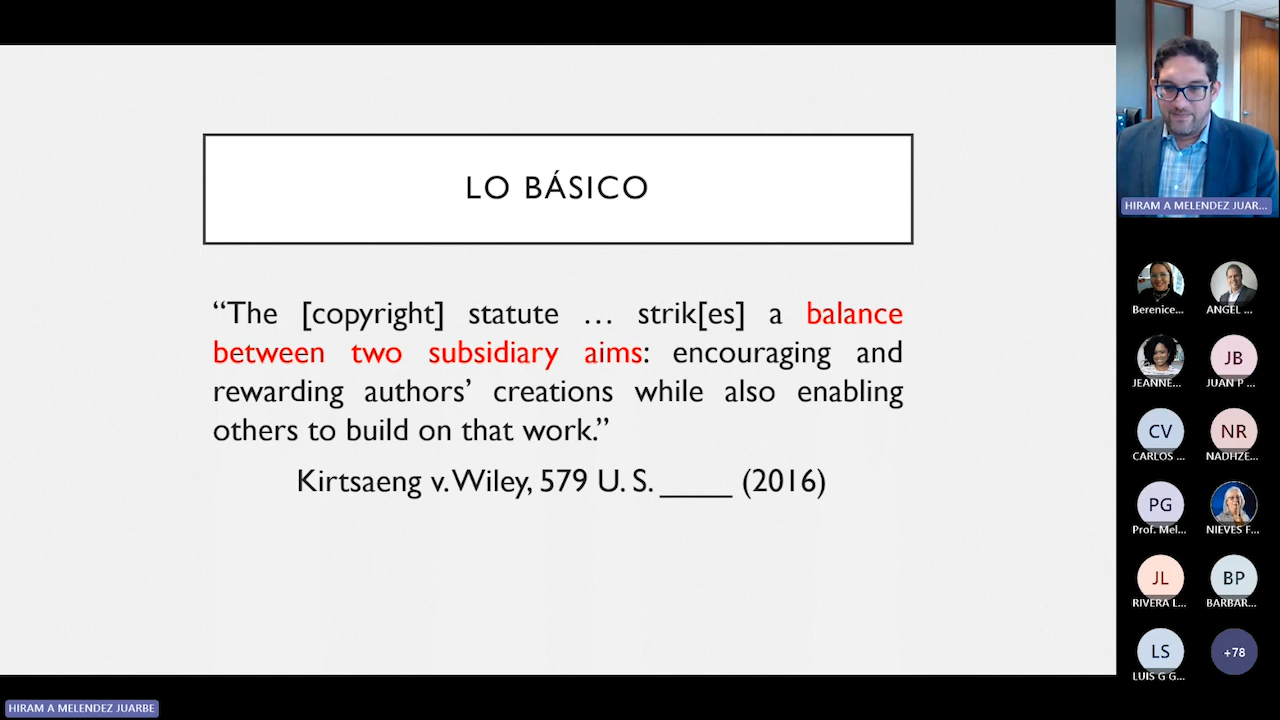 LO BÁSICO
“The [copyright] statute … strik[es] a balance
between two subsidiary aims: encouraging and
rewarding authors’ creations while also enabling
others to build on that work.”
Kirtsaeng v. Wiley, 579 U. S. ____ (2016)
HIRAM A MELENDEZ JUAR...
Berenice...
ANGEL ...
JEANNE...
JB
JUAN P ...
CV
CARLOS ...
NR
NADHZE...
PG
Prof. Mel...
NIEVES F...
JL
RIVERA L...
BP
BARBAR...
LS
LUIS G G...
+78
HIRAM A MELENDEZ JUARBE